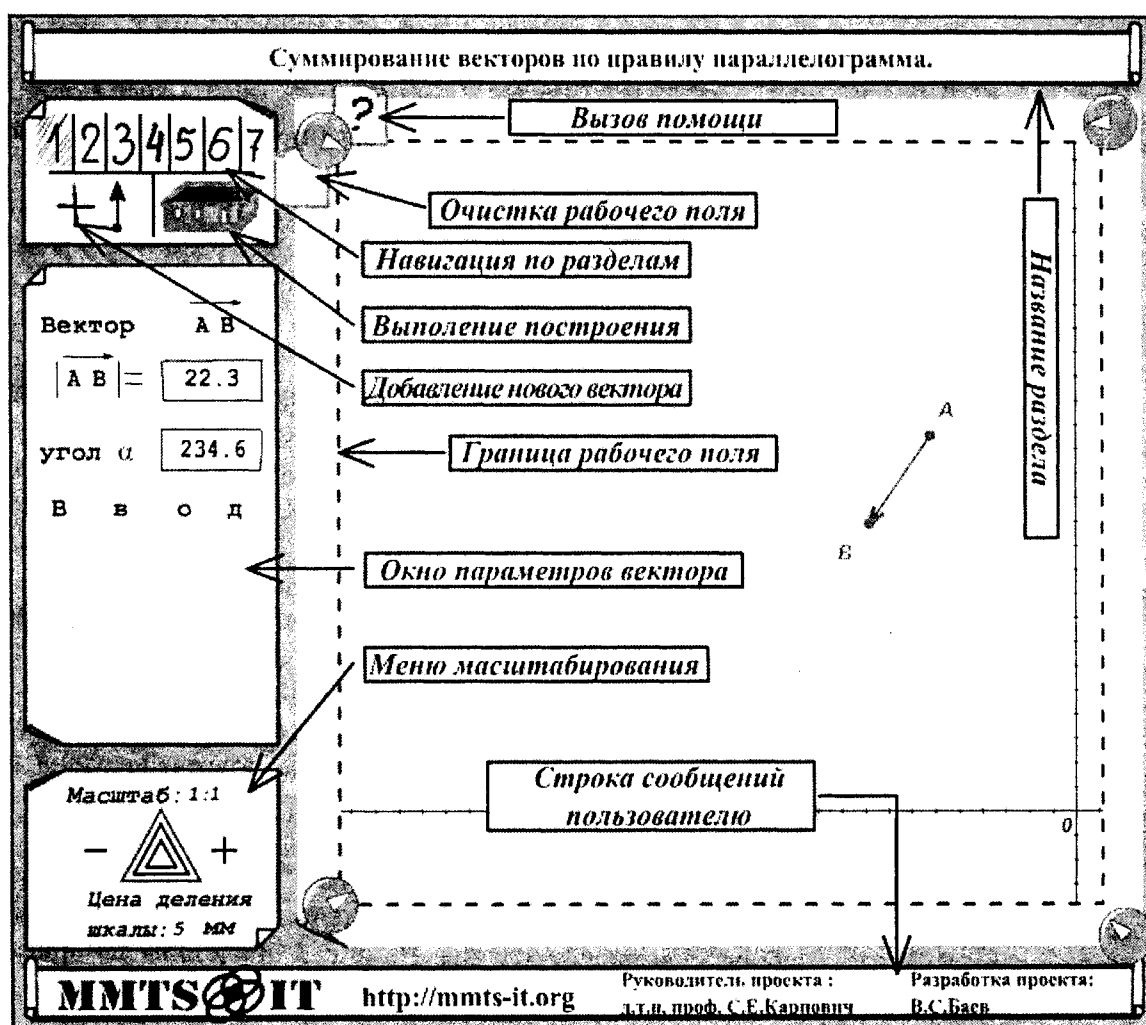 Суммирование векторов по правилу параллелограмма.
?
Вызов помощи
1 2 3 4 5 6 7
Очистка рабочего поля
Навигация по разделам
Название раздела
Выполение построения
Вектор AB
|AB| = 22.3
Добавление нового вектора
A
угол α 234.6
Граница рабочего поля
В в о д
B
Окно параметров вектора
Меню масштабирования
Масштаб: 1:1
Строка сообщений
пользователю
- +
0
Цена деления
шкалы: 5 мм
MMTS IT http://mmts-it.org
Руководитель проекта :
д.т.н, проф. С.Е.Карпович
Разработка проекта:
В.С.Баев